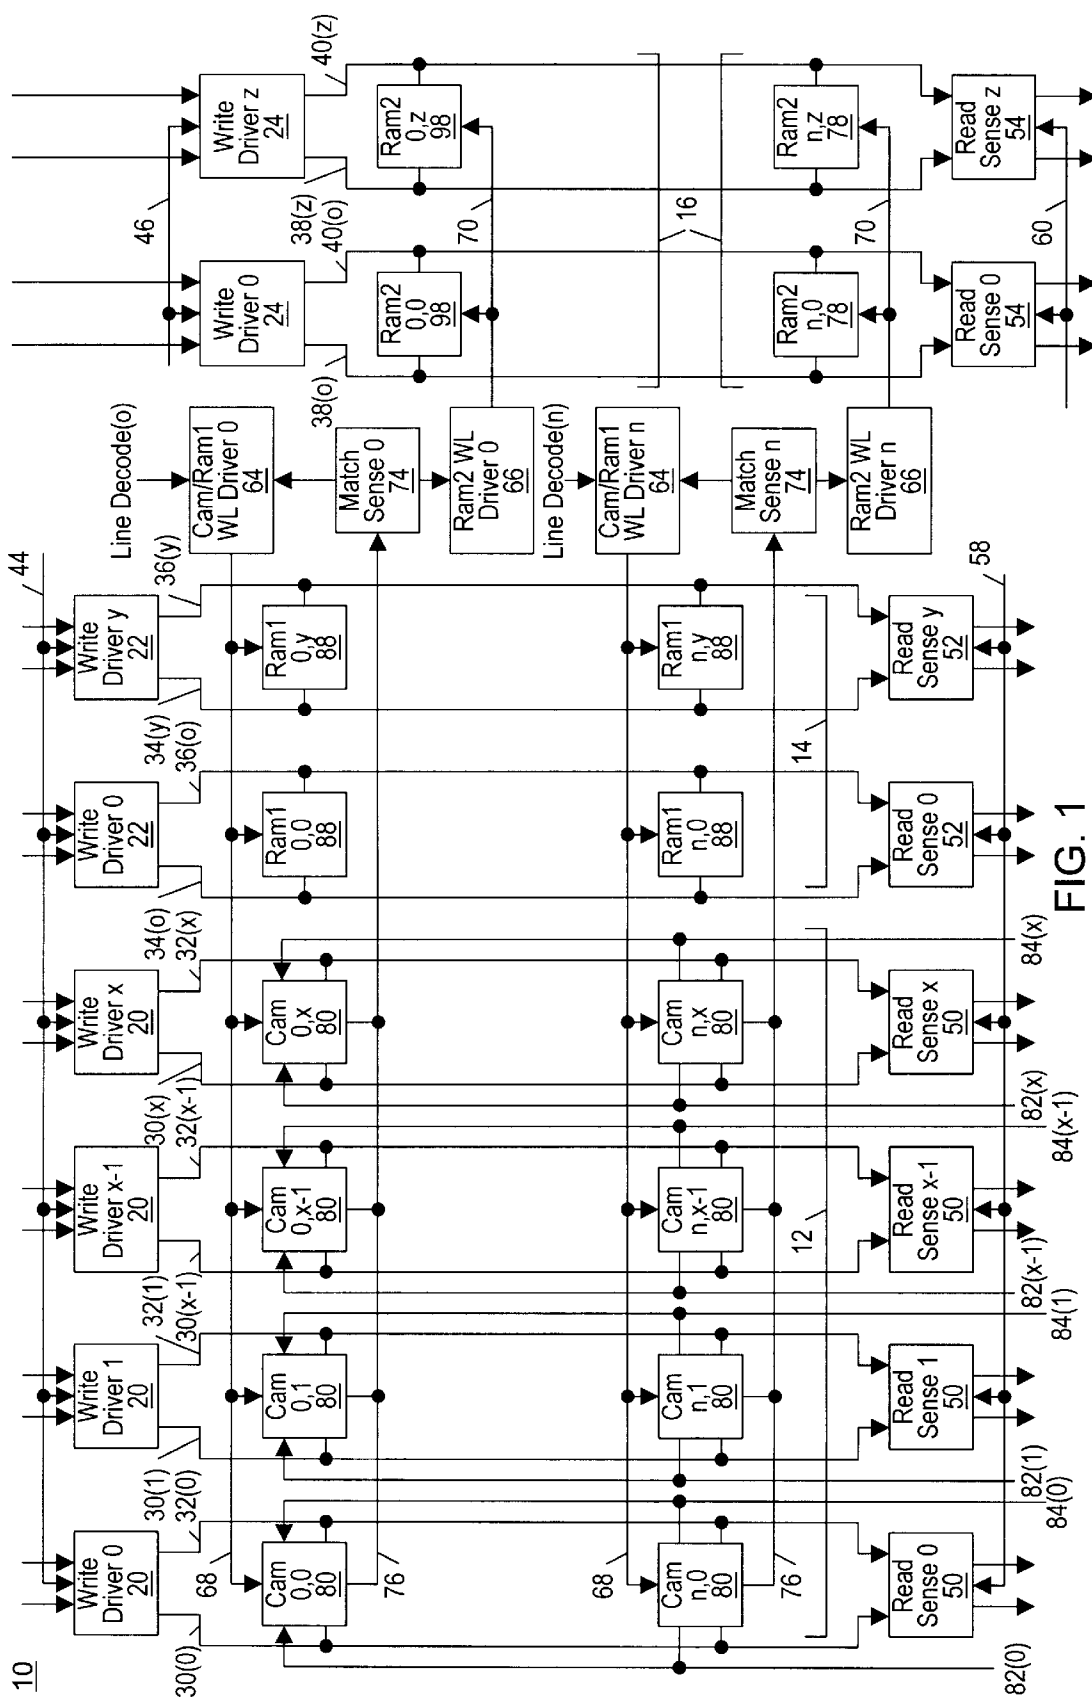 10
44
46
Write
Driver 0
20
Write
Driver 1
20
Write
Driver x-1
20
Write
Driver x
20
Write
Driver 0
22
Write
Driver y
22
Write
Driver 0
24
Write
Driver z
24
30(0)
32(0)
30(1)
32(1)
30(x-1)
32(x-1)
30(x)
32(x)
34(o)
36(o)
34(y)
36(y)
38(o)
40(o)
38(z)
40(z)
Line Decode(o)
Cam/Ram1
WL Driver 0
64
Match
Sense 0
74
Ram2 WL
Driver 0
66
68
Cam
0,0
80
Cam
0,1
80
Cam
0,x-1
80
Cam
0,x
80
Ram1
0,0
88
Ram1
0,y
88
Ram2
0,0
98
Ram2
0,z
98
76
70
16
Line Decode(n)
Cam/Ram1
WL Driver n
64
Match
Sense n
74
Ram2 WL
Driver n
66
68
Cam
n,0
80
Cam
n,1
80
Cam
n,x-1
80
Cam
n,x
80
Ram1
n,0
88
Ram1
n,y
88
Ram2
n,0
78
Ram2
n,z
78
76
12
14
70
Read
Sense 0
50
Read
Sense 1
50
Read
Sense x-1
50
Read
Sense x
50
Read
Sense 0
52
Read
Sense y
52
Read
Sense 0
54
Read
Sense z
54
58
60
82(0)
84(0)
82(1)
84(1)
82(x-1)
84(x-1)
82(x)
84(x)
FIG. 1